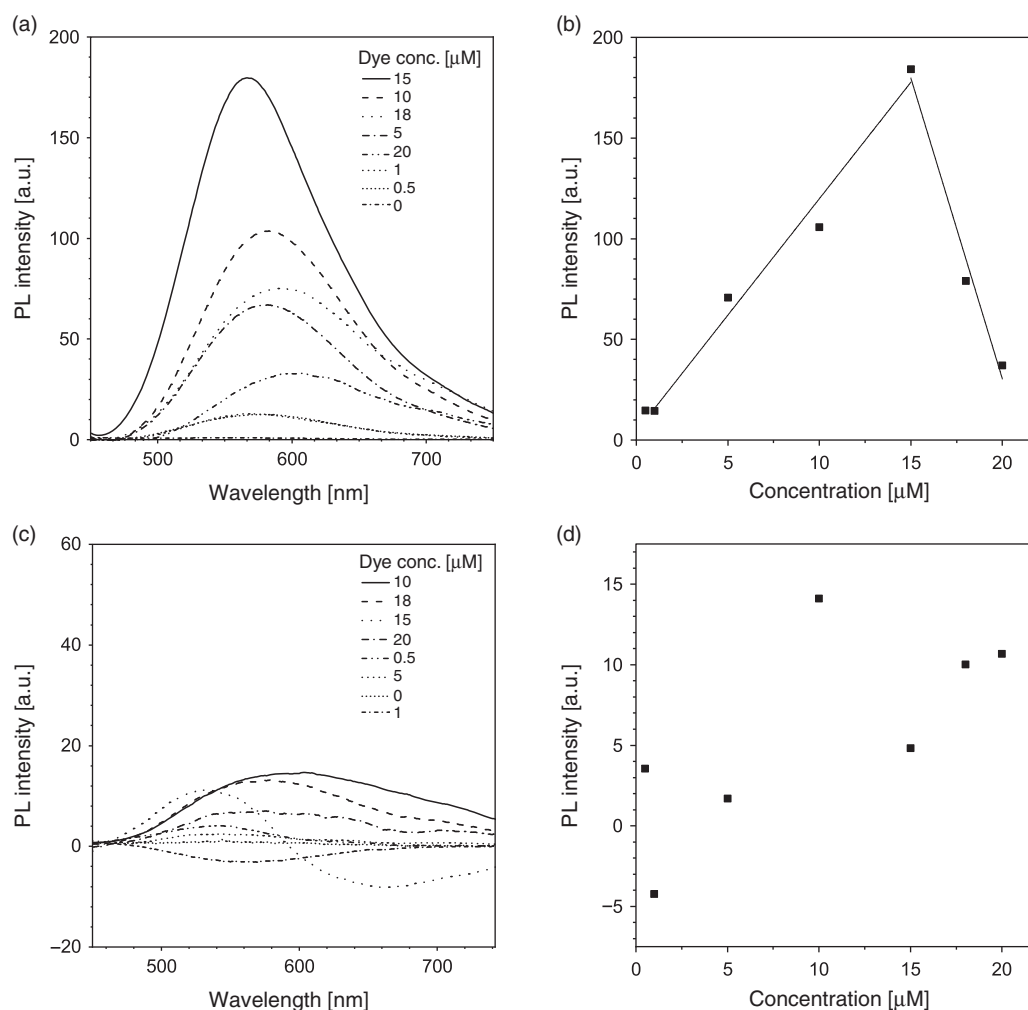 (a)
200
150
100
50
0
PL intensity [a.u.]
500 600 700
Wavelength [nm]
Dye conc. [μM]
15
10
18
5
20
1
0.5
0
(b)
200
150
100
50
0
PL intensity [a.u.]
0 5 10 15 20
Concentration [μM]
(c)
60
40
20
0
−20
PL intensity [a.u.]
500 600 700
Wavelength [nm]
Dye conc. [μM]
10
18
15
20
0.5
5
0
1
(d)
15
10
5
0
−5
PL intensity [a.u.]
0 5 10 15 20
Concentration [μM]